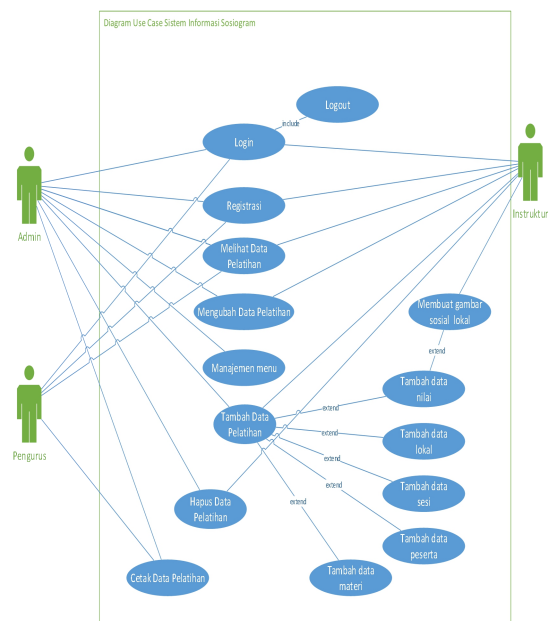 Diagram Use Case Sistem Informasi Sosiogram
Logout
include
Login
Admin
Instruktur
Registrasi
Melihat Data
Pelatihan
Mengubah Data Pelatihan
Membuat gambar
sosial lokal
extend
Manajemen menu
Tambah data
nilai
extend
Tambah Data
Pelatihan
Pengurus
extend
Tambah data
lokal
extend
Tambah data
sesi
extend
Hapus Data
Pelatihan
extend
Tambah data
peserta
Cetak Data Pelatihan
Tambah data
materi